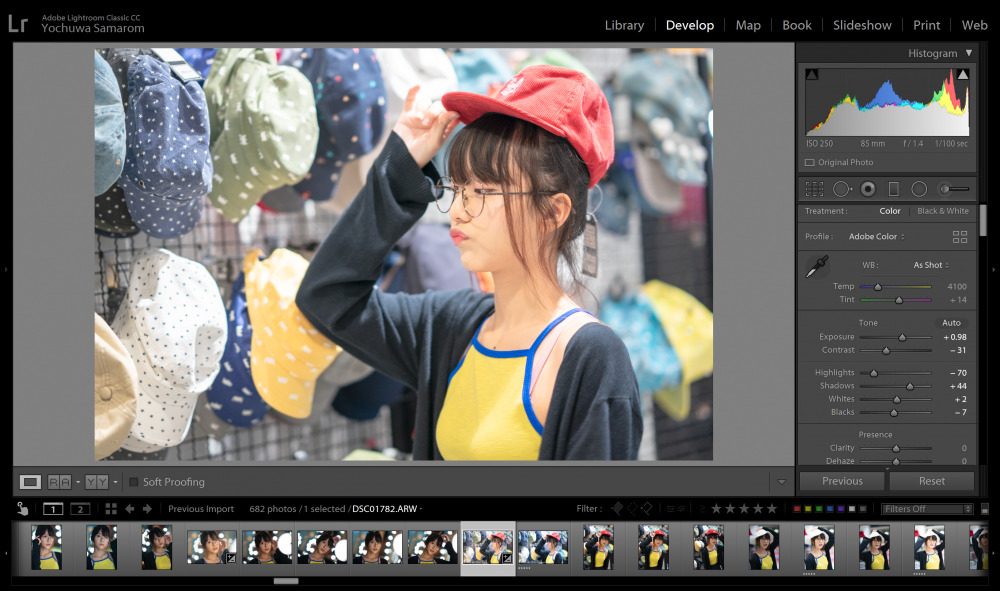 Lr
Adobe Lightroom Classic CC
Yochuwa Samarom
Library Develop Map Book Slideshow Print Web
Histogram
ISO 250 85 mm f / 1.4 1/100 sec
Original Photo
Treatment : Color Black & White
Profile : Adobe Color
WB : As Shot
Temp 4100
Tint + 14
Tone Auto
Exposure + 0.98
Contrast – 31
Highlights – 70
Shadows + 44
Whites + 2
Blacks – 7
Presence
Clarity 0
Dehaze 0
R A Y Y Soft Proofing
Previous Reset
1 2 Previous Import 682 photos / 1 selected / DSC01782.ARW
Filter : Filters Off